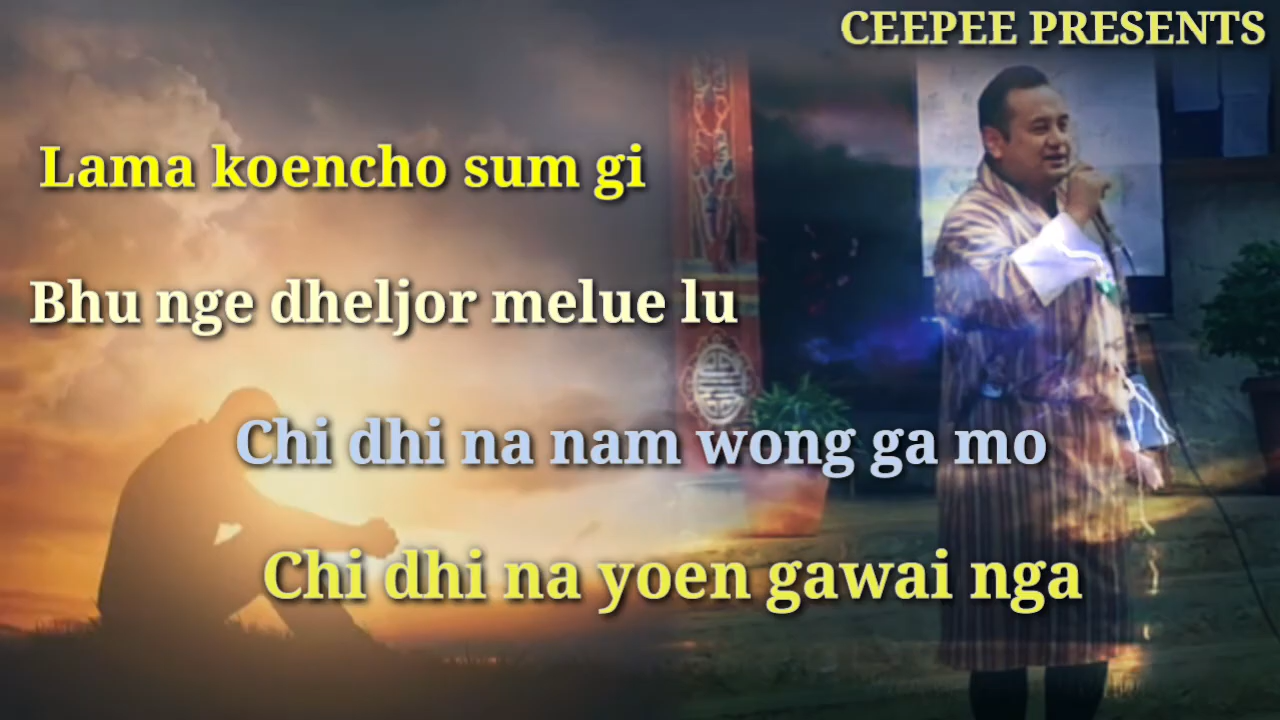 CEEPEE PRESENTS
Lama koencho sum gi
Bhu nge dheljor melue lu
Chi dhi na nam wong ga mo
Chi dhi na yoen gawai nga